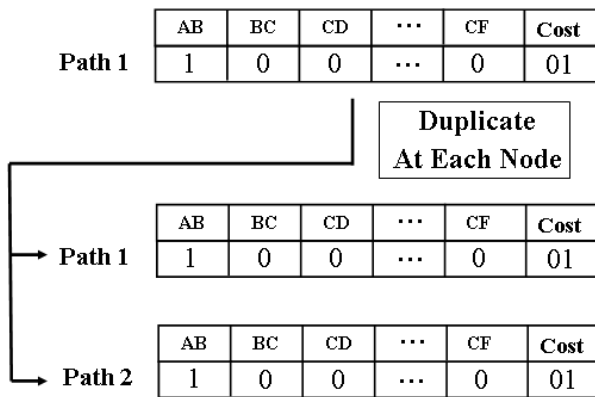 AB BC CD ... CF Cost
Path 1 1 0 0 ... 0 01
Duplicate
At Each Node
AB BC CD ... CF Cost
Path 1 1 0 0 ... 0 01
AB BC CD ... CF Cost
Path 2 1 0 0 ... 0 01